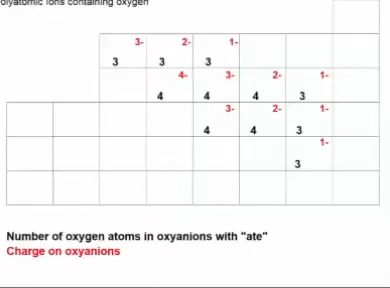 olyatomic ions containing oxygen
3- 2- 1-
3 3 3
4- 3- 2- 1-
4 4 4 3
3- 2- 1-
4 4 3
1-
3
Number of oxygen atoms in oxyanions with "ate"
Charge on oxyanions